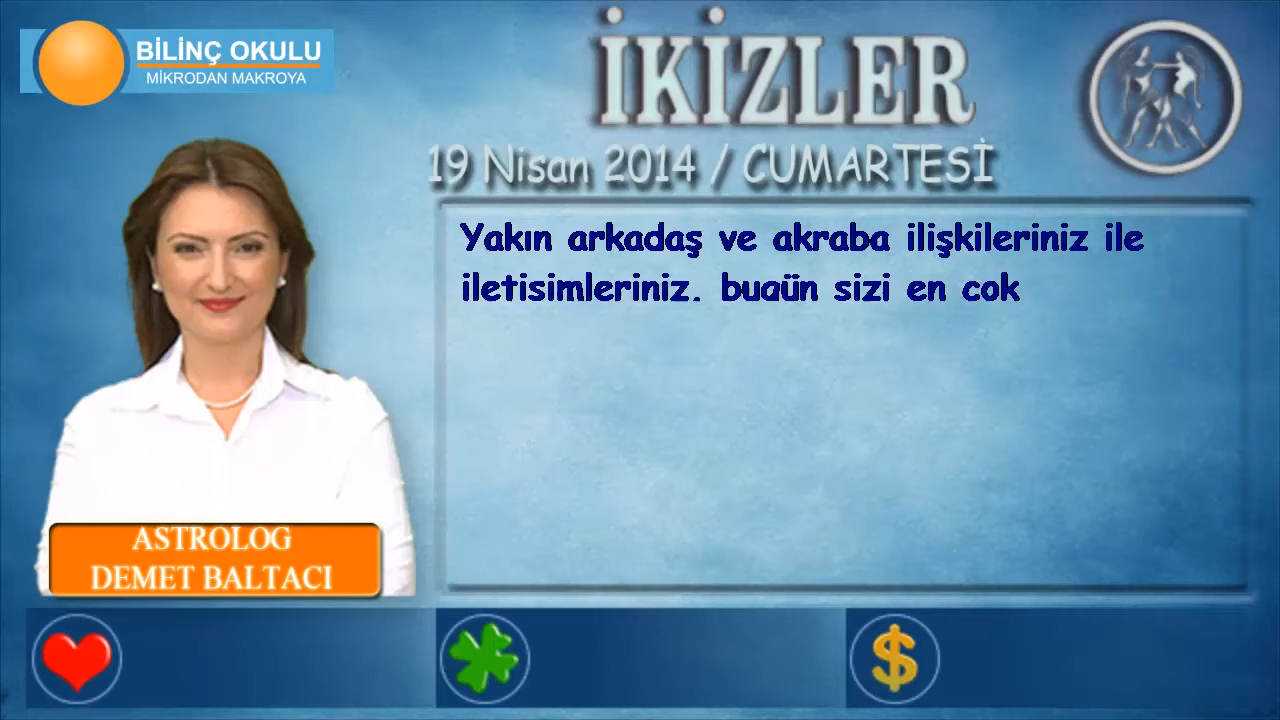 BİLİNÇ OKULU
MİKRODAN MAKROYA
İKİZLER
19 Nisan 2014 / CUMARTESİ
Yakın arkadaş ve akraba ilişkileriniz ile
iletisimleriniz. bugün sizi en cok
ASTROLOG
DEMET BALTACI